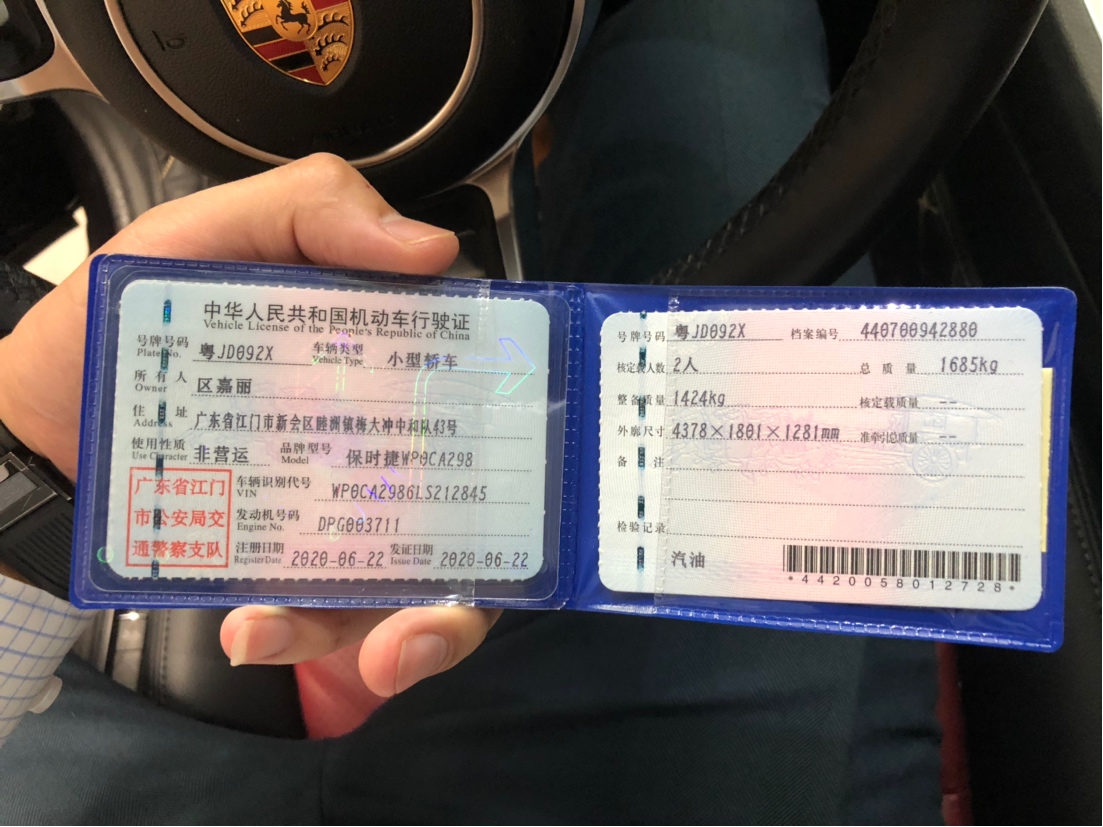 中华人民共和国机动车行驶证
Vehicle License of the People's Republic of China
号牌号码 粤JD092X 车辆类型 小型轿车
Plate No. Vehicle Type
所有人 区嘉丽
Owner
住址 广东省江门市新会区睦洲镇梅大冲中和队43号
Address
使用性质 非营运 品牌型号 保时捷WP0CA298
Use Character Model
广东省江门
市公安局交
通警察支队
车辆识别代号 WP0CA2986LS212845
VIN
发动机号码 DPG003711
Engine No.
注册日期 2020-06-22 发证日期 2020-06-22
Register Date Issue Date
号牌号码 粤JD092X 档案编号 440700942880
核定载人数 2人 总质量 1685kg
整备质量 1424kg 核定载质量 --
外廓尺寸 4378×1801×1281mm 准牵引总质量 --
备注
检验记录
汽油
*4420058012728*